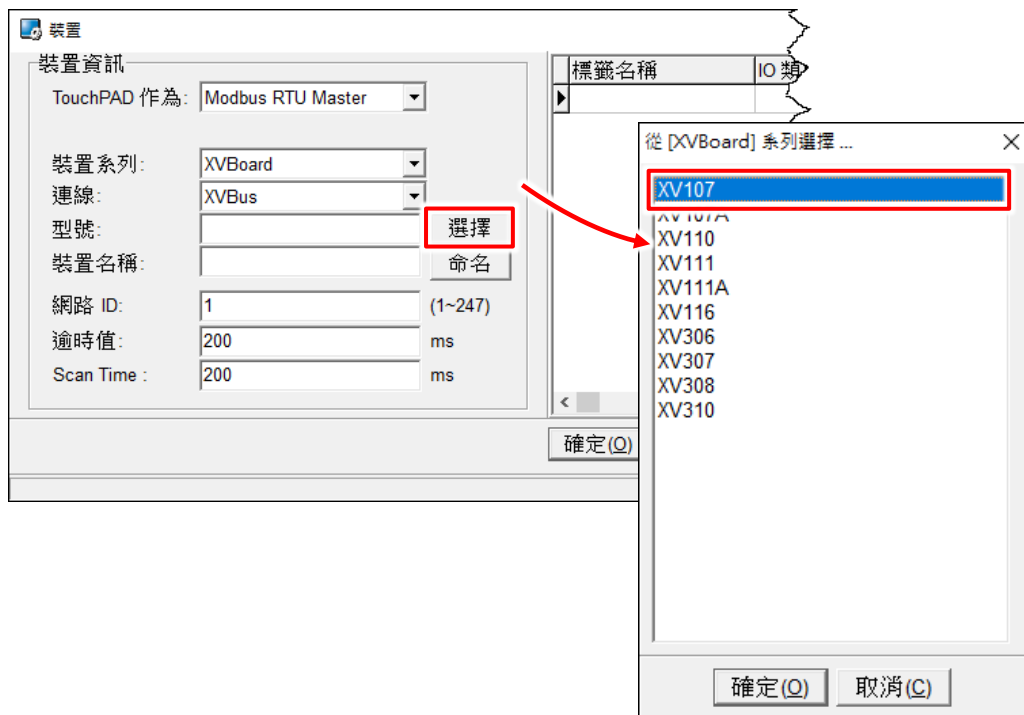 裝置
裝置資訊
TouchPAD 作為: Modbus RTU Master
裝置系列: XVBoard
連線: XVBus
型號: 選擇
裝置名稱: 命名
網路 ID: 1 (1~247)
逾時值: 200 ms
Scan Time : 200 ms
標籤名稱 IO 類
確定(O)
從 [XVBoard] 系列選擇 ...
XV107
XV107A
XV110
XV111
XV111A
XV116
XV306
XV307
XV308
XV310
確定(O) 取消(C)